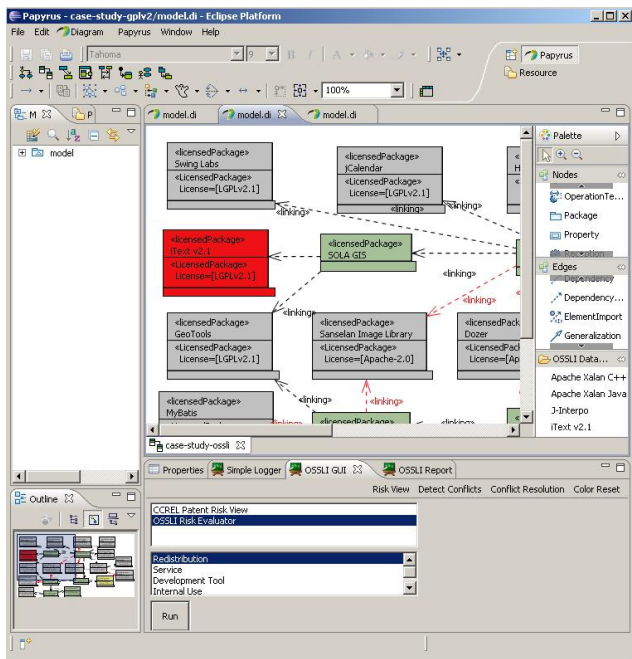 Papyrus - case-study-gplv2/model.di - Eclipse Platform
File Edit Diagram Papyrus Window Help
Tahoma 9 B I A
Papyrus
Resource
100%
M P
model
model.di model.di model.di
«licensedPackage»
Swing Labs
«LicensedPackage»
License=[LGPLv2.1]
«licensedPackage»
jCalendar
«LicensedPackage»
License=[LGPLv2.1]
«linking» «linking»
«licensedPackage»
iText v2.1
«LicensedPackage»
License=[LGPLv2.1]
«licensedPackage»
SOLA GIS
«linking»
«linking»
«licensedPackage»
GeoTools
«LicensedPackage»
License=[LGPLv2.1]
«licensedPackage»
Sanselan Image Library
«LicensedPackage»
License=[Apache-2.0]
Dozer
«licensedPackage»
MyBatis
«linking»
«linking»
«linking»
«licensedPackage»
case-study-ossli
Palette
Nodes
OperationTe...
Package
Property
Reception
Edges
Dependency
Dependency...
ElementImport
Generalization
OSSLI Data...
Apache Xalan C++
Apache Xalan Java
J-Interpo
iText v2.1
Properties Simple Logger OSSLI GUI OSSLI Report
Risk View Detect Conflicts Conflict Resolution Color Reset
CCREL Patent Risk View
OSSLI Risk Evaluator
Redistribution
Service
Development Tool
Internal Use
Run
Outline